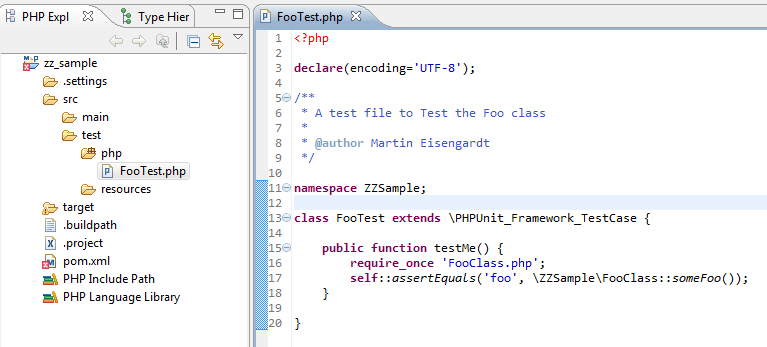 PHP Expl
Type Hier
zz_sample
.settings
src
main
test
php
FooTest.php
resources
target
.buildpath
.project
pom.xml
PHP Include Path
PHP Language Library
FooTest.php
1 <?php
2
3 declare(encoding='UTF-8');
4
5 /**
6  * A test file to Test the Foo class
7  *
8  * @author Martin Eisengardt
9  */
10
11 namespace ZZSample;
12
13 class FooTest extends \PHPUnit_Framework_TestCase {
14
15     public function testMe() {
16         require_once 'FooClass.php';
17         self::assertEquals('foo', \ZZSample\FooClass::someFoo());
18     }
19
20 }